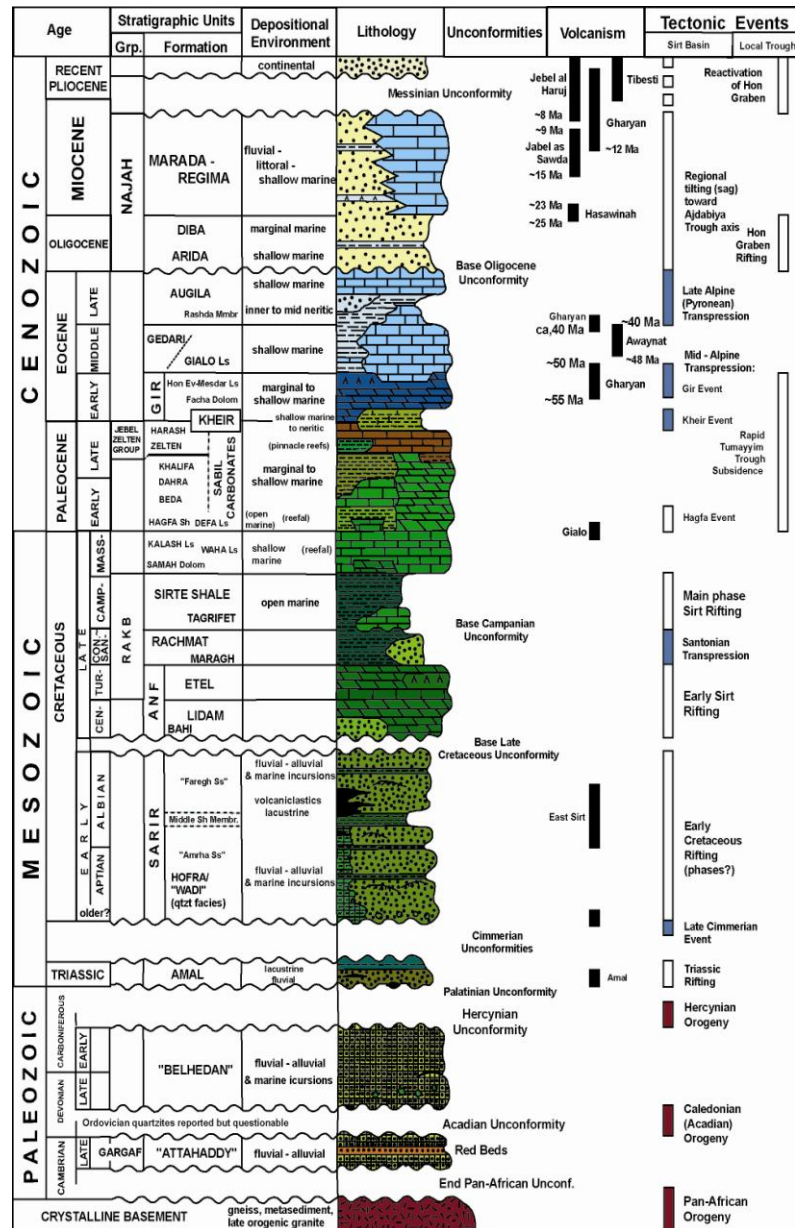 Age
Stratigraphic Units
Grp.
Formation
Depositional
Environment
Lithology
Unconformities
Volcanism
Tectonic Events
Sirt Basin
Local Trough
CENOZOIC
RECENT
PLIOCENE
continental
Messinian Unconformity
Jebel al
Haruj
Tibesti
Reactivation
of Hon
Graben
~8 Ma
~9 Ma
Gharyan
~12 Ma
MIOCENE
NAJAH
MARADA -
REGIMA
fluvial -
littoral -
shallow marine
Jabel as
Sawda
~15 Ma
~23 Ma
~25 Ma
Hasawinah
Regional
tilting (sag)
toward
Ajdabiya
Trough axis
OLIGOCENE
DIBA
marginal marine
ARIDA
shallow marine
Hon
Graben
Rifting
Base Oligocene
Unconformity
EOCENE
LATE
AUGILA
Rashda Mmbr
shallow marine
inner to mid neritic
Late Alpine
(Pyronean)
Transpression
Gharyan
ca,40 Ma
~40 Ma
Awaynat
~48 Ma
MIDDLE
GEDARI
GIALO Ls
shallow marine
Mid - Alpine
Transpression:
Gir Event
~50 Ma
~55 Ma
Gharyan
EARLY
GIR
Hon Ev-Mesdar Ls
Facha Dolom
marginal to
shallow marine
KHEIR
shallow marine
to neritic
Kheir Event
PALEOCENE
LATE
JEBEL
ZELTEN
GROUP
HARASH
ZELTEN
(pinnacle reefs)
SABIL
CARBONATES
Rapid
Tumayyim
Trough
Subsidence
KHALIFA
DAHRA
BEDA
marginal to
shallow marine
EARLY
HAGFA Sh
DEFA Ls
(open
marine)
(reefal)
Hagfa Event
Gialo
MESOZOIC
CRETACEOUS
LATE
MASS-
KALASH Ls
WAHA Ls
SAMAH Dolom
shallow
marine
(reefal)
CAMP-
RAKB
SIRTE SHALE
TAGRIFET
open marine
Main phase
Sirt Rifting
Base Campanian
Unconformity
CON-
SAN-
RACHMAT
MARAGH
Santonian
Transpression
TUR-
ANF
ETEL
Early Sirt
Rifting
CEN-
LIDAM
BAHI
Base Late
Cretaceous Unconformity
EARLY
ALBIAN
SARIR
"Faregh Ss"
fluvial - alluvial
& marine incursions
volcaniclastics
lacustrine
Middle Sh Membr.
East Sirt
Early
Cretaceous
Rifting
(phases?)
APTIAN
"Amrha Ss"
HOFRA/
"WADI"
(qtzt facies)
fluvial - alluvial
& marine incursions
older?
Late Cimmerian
Event
Cimmerian
Unconformities
TRIASSIC
AMAL
lacustrine
fluvial
Amal
Triassic
Rifting
Palatinian Unconformity
PALEOZOIC
CARBONIFEROUS
Hercynian
Unconformity
Hercynian
Orogeny
EARLY
"BELHEDAN"
fluvial - alluvial
& marine icursions
DEVONIAN
LATE
Ordovician quartzites reported but questionable
Acadian Unconformity
Caledonian
(Acadian)
Orogeny
CAMBRIAN
LATE
GARGAF
"ATTAHADDY"
fluvial - alluvial
Red Beds
End Pan-African Unconf.
CRYSTALLINE BASEMENT
gneiss, metasediment,
late orogenic granite
Pan-African
Orogeny